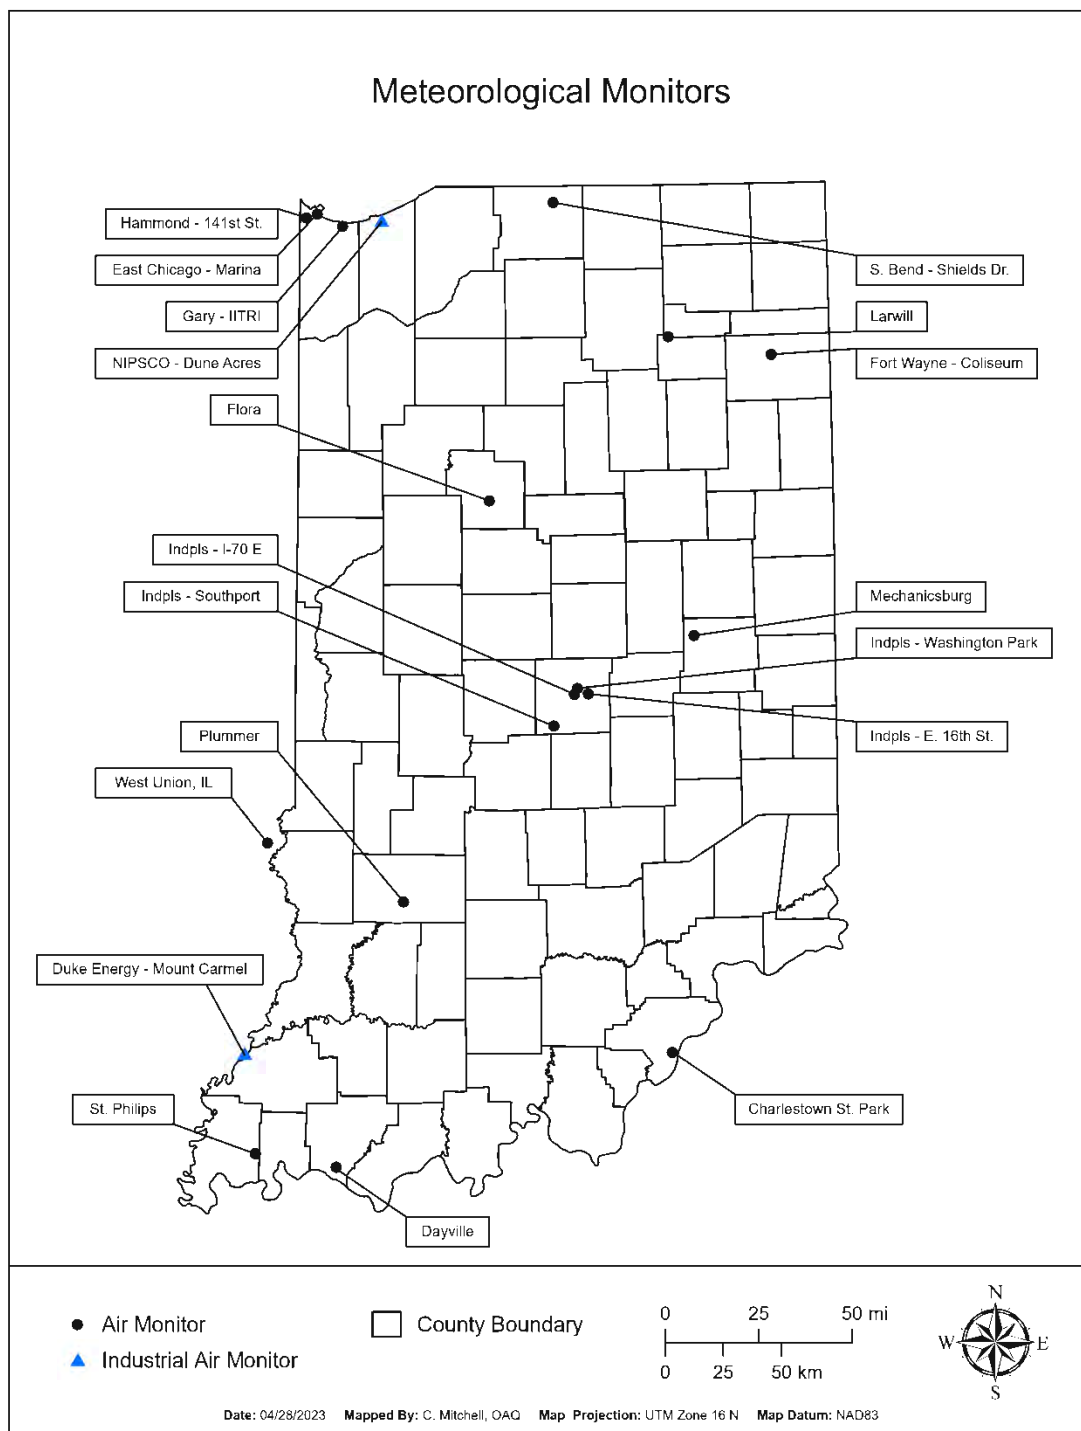 Meteorological Monitors
Hammond - 141st St.
East Chicago - Marina
S. Bend - Shields Dr.
Gary - IITRI
Larwill
NIPSCO - Dune Acres
Fort Wayne - Coliseum
Flora
Indpls - I-70 E
Indpls - Southport
Mechanicsburg
Indpls - Washington Park
Plummer
Indpls - E. 16th St.
West Union, IL
Duke Energy - Mount Carmel
St. Philips
Charlestown St. Park
Dayville
Air Monitor
Industrial Air Monitor
County Boundary
0 25 50 mi
0 25 50 km
N
W E
S
Date: 04/28/2023 Mapped By: C. Mitchell, OAQ Map Projection: UTM Zone 16 N Map Datum: NAD83